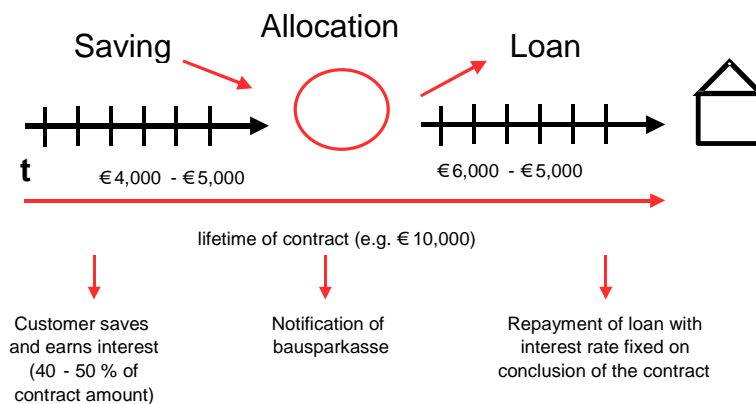 Saving
Allocation
Loan
t
€4,000 - €5,000
€6,000 - €5,000
lifetime of contract (e.g. € 10,000)
Customer saves
and earns interest
(40 - 50 % of
contract amount)
Notification of
bausparkasse
Repayment of loan with
interest rate fixed on
conclusion of the contract